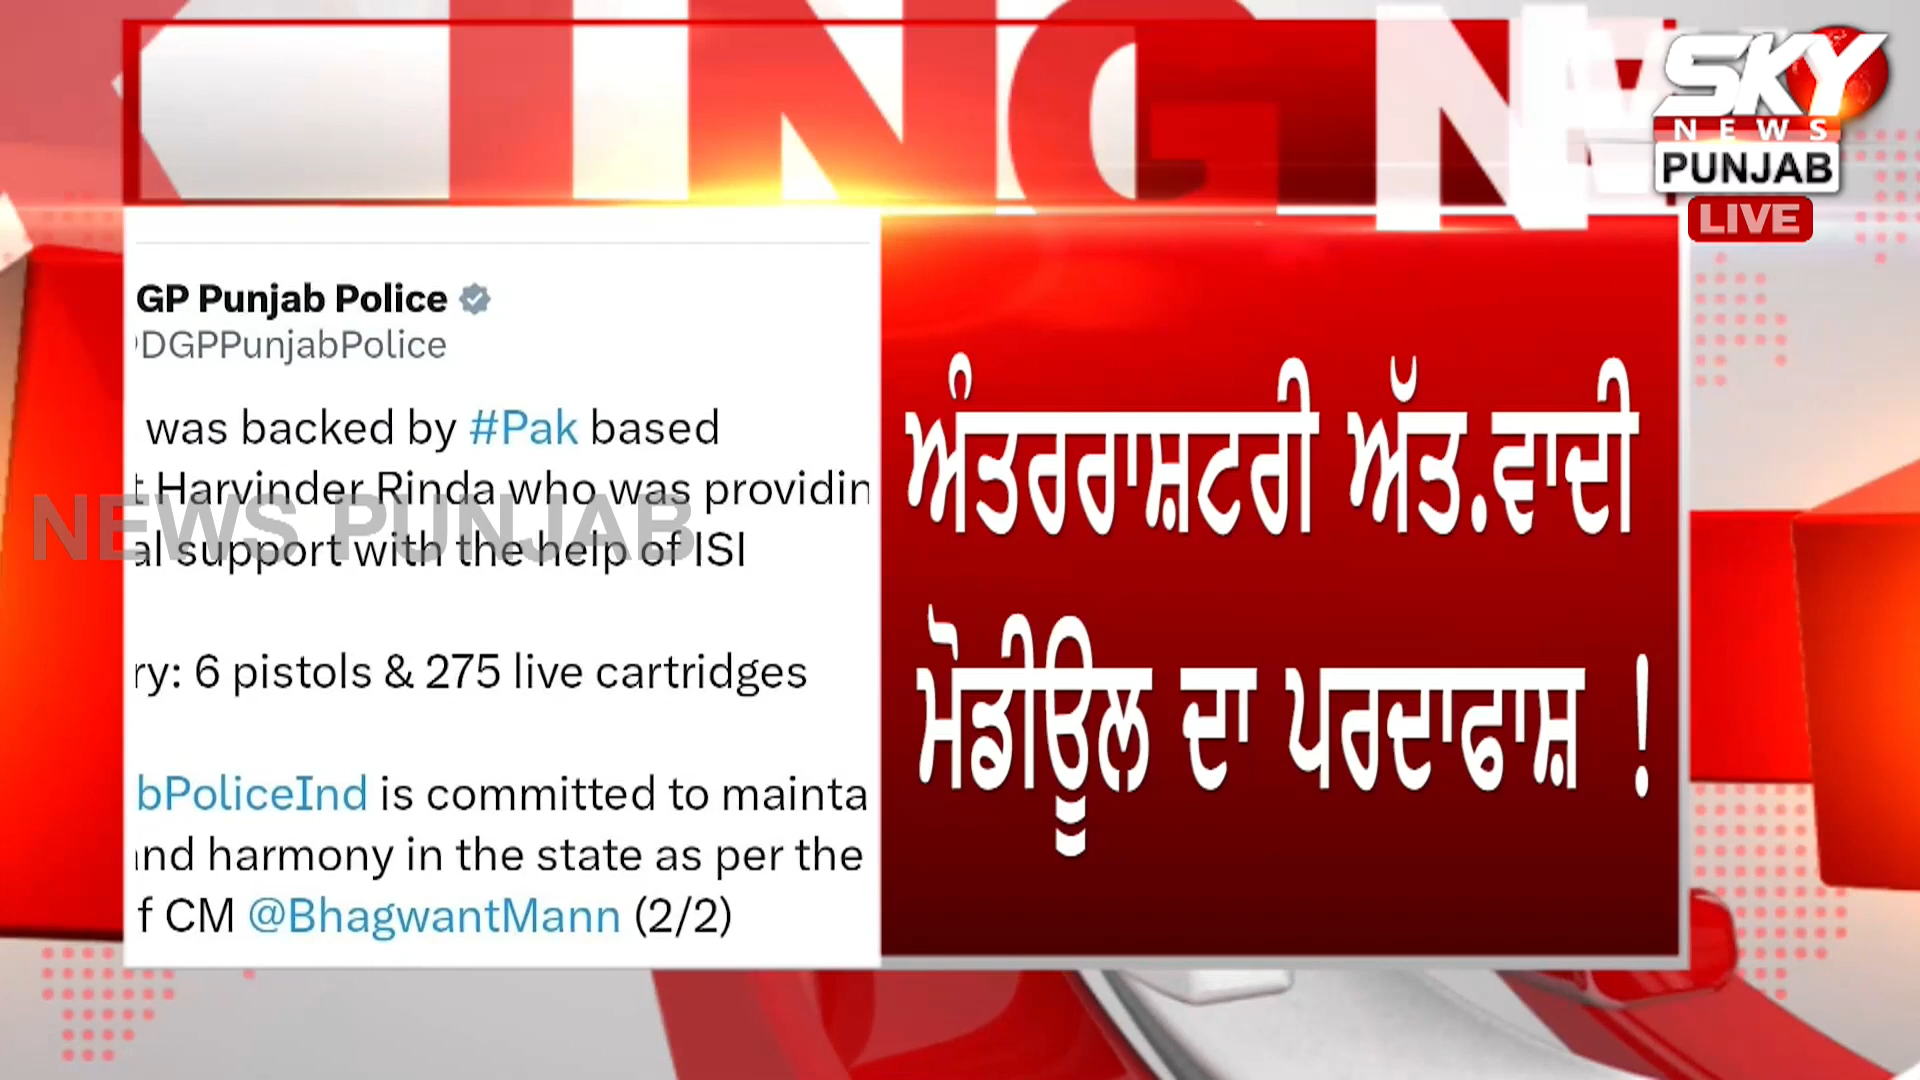 NG N
SKY
NEWS
PUNJAB
LIVE
GP Punjab Police
DGPPunjabPolice
was backed by #Pak based
t Harvinder Rinda who was providin
al support with the help of ISI
NEWS PUNJAB
ry: 6 pistols & 275 live cartridges
bPoliceInd is committed to mainta
nd harmony in the state as per the
f CM @BhagwantMann (2/2)
ਅੰਤਰਰਾਸ਼ਟਰੀ ਅੱਤ.ਵਾਦੀ
ਮੋਡੀਊਲ ਦਾ ਪਰਦਾਫਾਸ਼ !